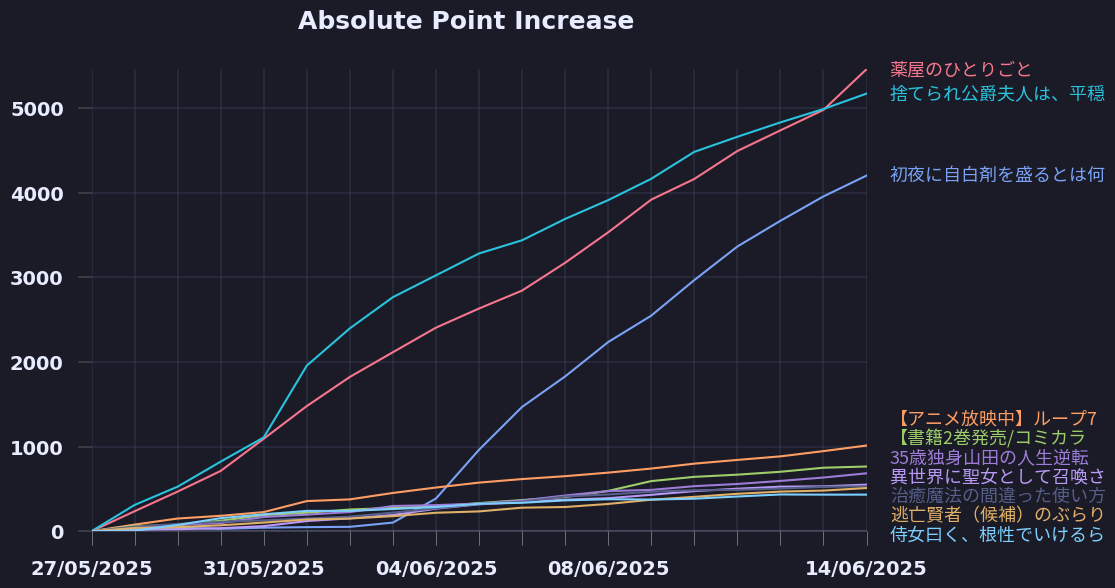 Absolute Point Increase
5000
4000
3000
2000
1000
0
27/05/2025 31/05/2025 04/06/2025 08/06/2025 14/06/2025
薬屋のひとりごと
捨てられ公爵夫人は、平穏
初夜に自白剤を盛るとは何
【アニメ放映中】ループ7
【書籍2巻発売/コミカラ
35歳独身山田の人生逆転
異世界に聖女として召喚さ
治癒魔法の間違った使い方
逃亡賢者（候補）のぶらり
侍女曰く、根性でいけるら